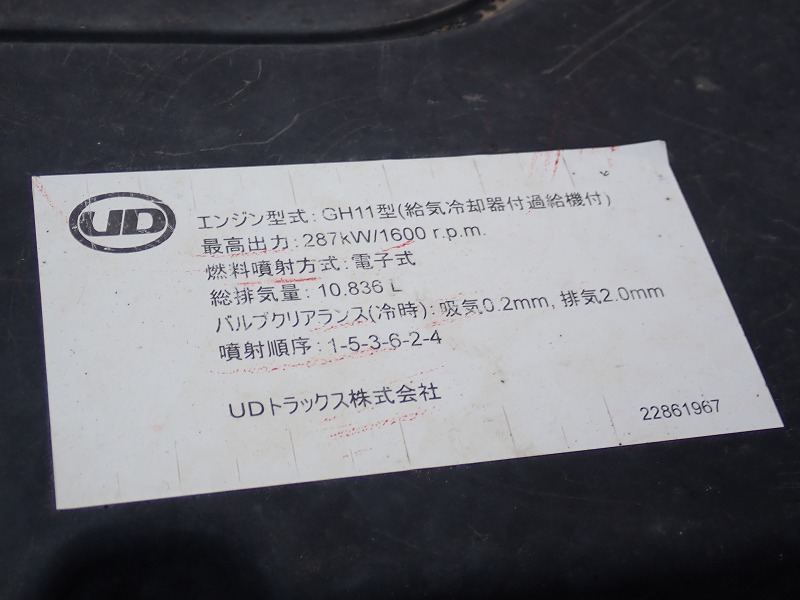 UD
エンジン型式: GH11型(給気冷却器付過給機付)
最高出力: 287kW/1600 r.p.m.
燃料噴射方式: 電子式
総排気量: 10.836 L
バルブクリアランス(冷時): 吸気0.2mm, 排気2.0mm
噴射順序: 1-5-3-6-2-4
UDトラックス株式会社
22861967